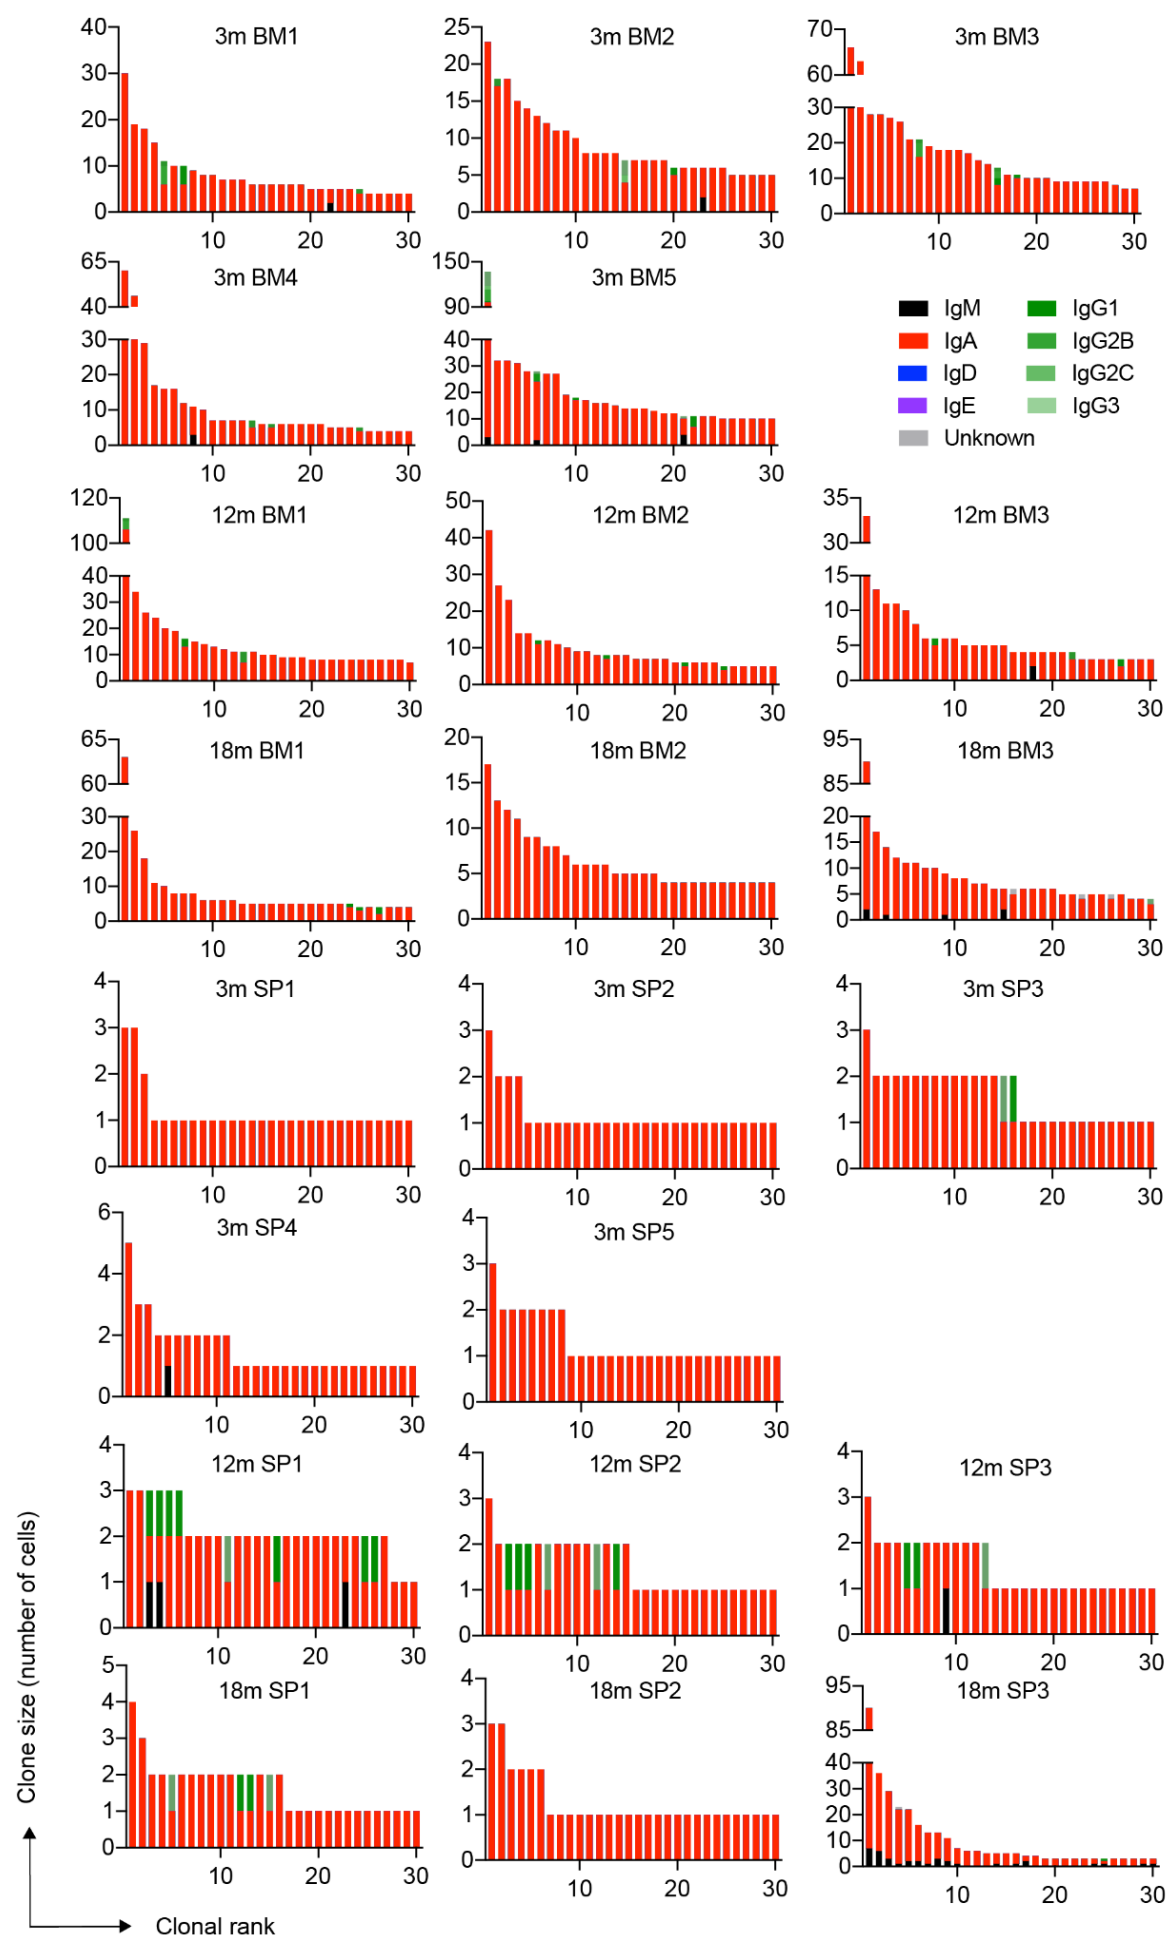 3m BM1
40
30
20
10
0
10 20 30
3m BM2
25
20
15
10
5
0
10 20 30
3m BM3
70
60
30
20
10
0
10 20 30
3m BM4
65
40
30
20
10
0
10 20 30
3m BM5
150
90
40
30
20
10
0
10 20 30
IgM IgG1
IgA IgG2B
IgD IgG2C
IgE IgG3
Unknown
12m BM1
120
100
40
30
20
10
0
10 20 30
12m BM2
50
40
30
20
10
0
10 20 30
12m BM3
35
30
15
10
5
0
10 20 30
18m BM1
65
60
30
20
10
0
10 20 30
18m BM2
20
15
10
5
0
10 20 30
18m BM3
95
85
20
15
10
5
0
10 20 30
3m SP1
4
3
2
1
0
10 20 30
3m SP2
4
3
2
1
0
10 20 30
3m SP3
4
3
2
1
0
10 20 30
3m SP4
6
4
2
0
10 20 30
3m SP5
4
3
2
1
0
10 20 30
12m SP1
4
3
2
1
0
10 20 30
12m SP2
4
3
2
1
0
10 20 30
12m SP3
4
3
2
1
0
10 20 30
18m SP1
5
4
3
2
1
0
10 20 30
18m SP2
4
3
2
1
0
10 20 30
18m SP3
95
85
40
30
20
10
0
10 20 30
Clone size (number of cells)
Clonal rank